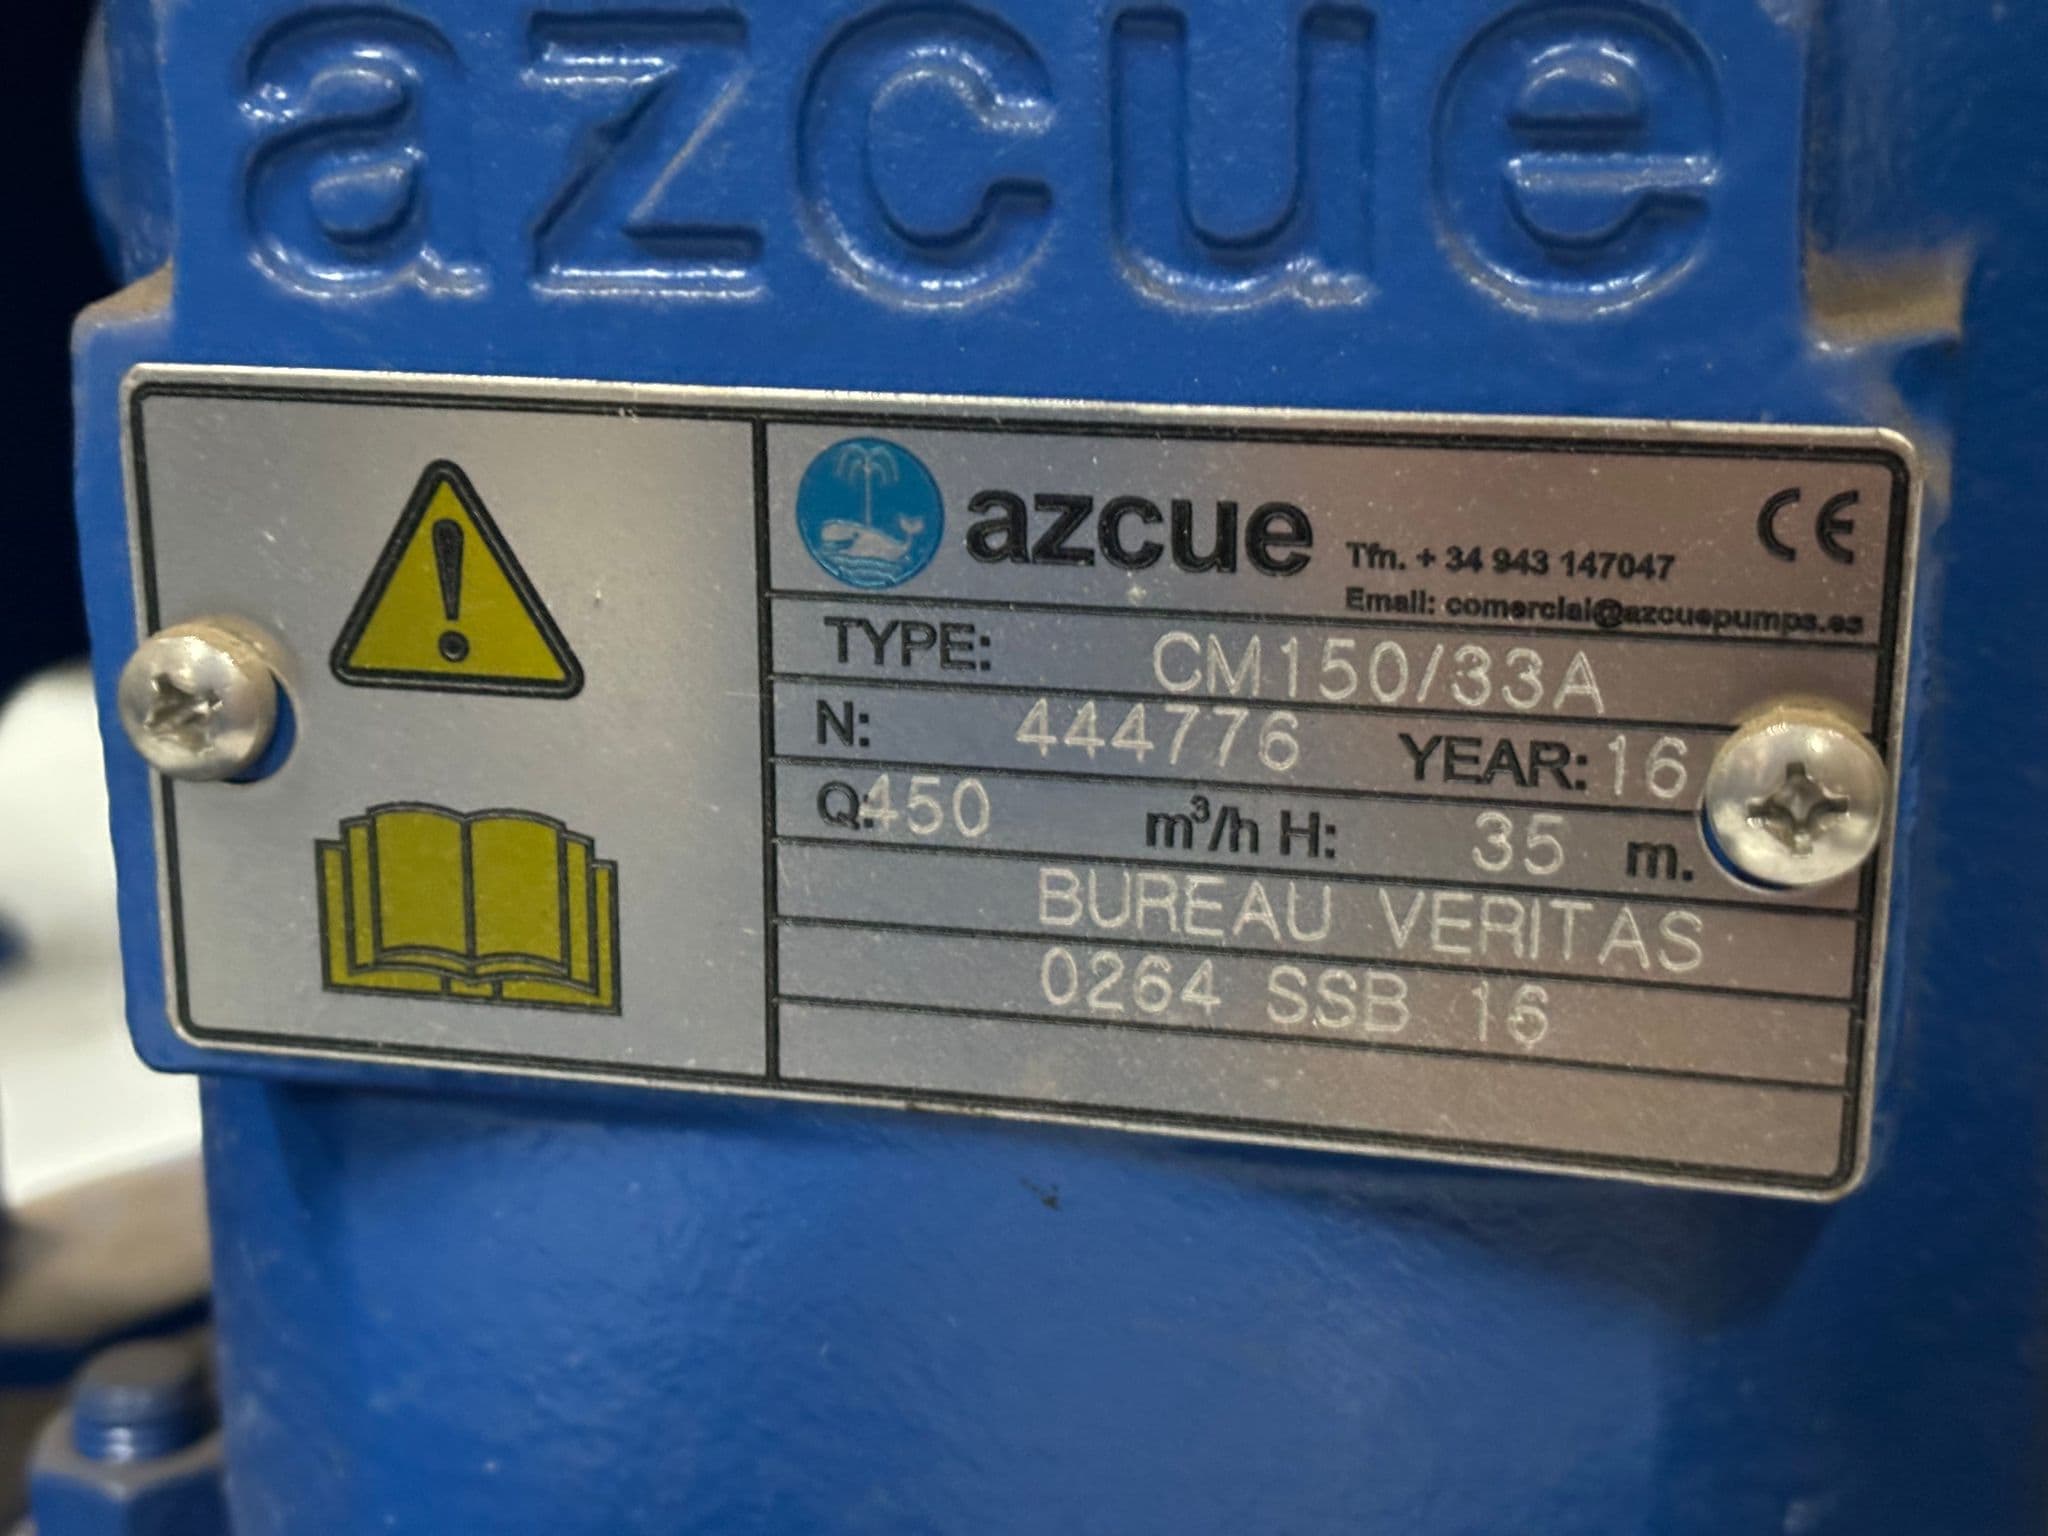 azcue
azcue
CE
Tfn. + 34 943 147047
Email: comercial@azcuepumps.es
TYPE: CM150/33A
N: 444776 YEAR: 16
Q: 450 m³/h H: 35 m.
BUREAU VERITAS
0264 SSB 16